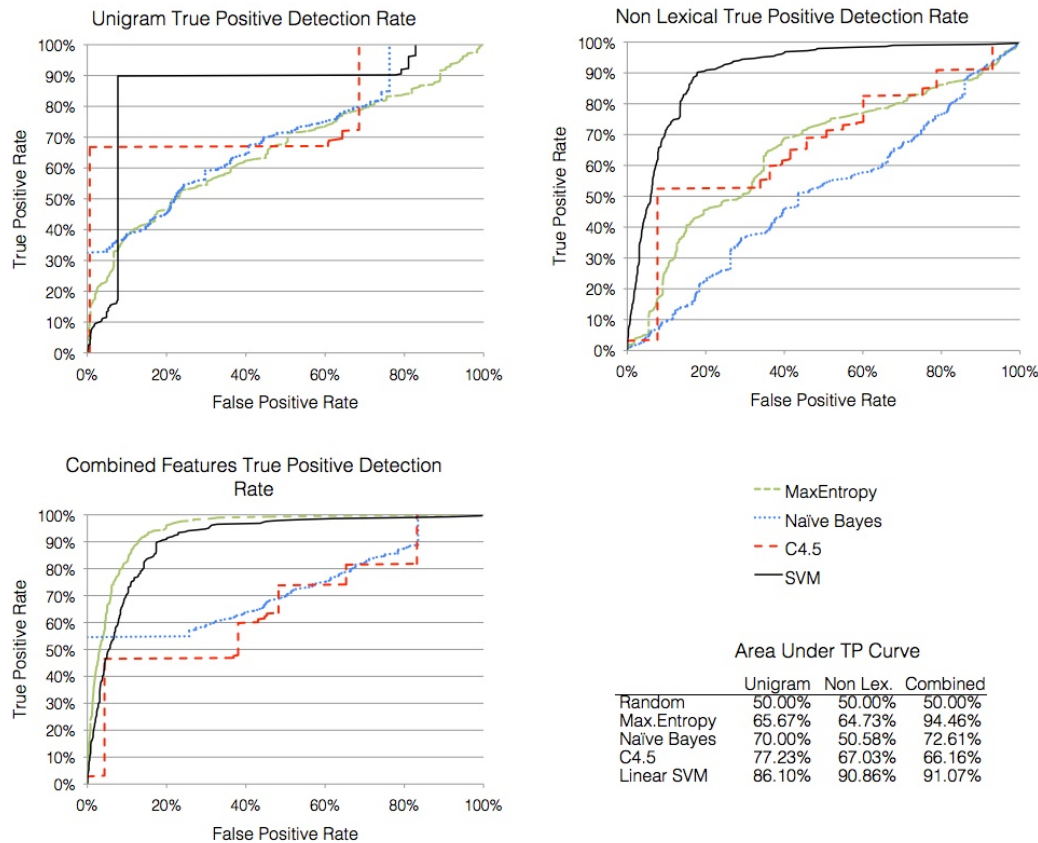 Unigram True Positive Detection Rate
100%
90%
80%
70%
60%
50%
40%
30%
20%
10%
0%
True Positive Rate
0% 20% 40% 60% 80% 100%
False Positive Rate
Non Lexical True Positive Detection Rate
100%
90%
80%
70%
60%
50%
40%
30%
20%
10%
0%
True Positive Rate
0% 20% 40% 60% 80% 100%
False Positive Rate
Combined Features True Positive Detection
Rate
100%
90%
80%
70%
60%
50%
40%
30%
20%
10%
0%
True Positive Rate
0% 20% 40% 60% 80% 100%
False Positive Rate
MaxEntropy
Naïve Bayes
C4.5
SVM
Area Under TP Curve
Unigram Non Lex. Combined
Random 50.00% 50.00% 50.00%
Max.Entropy 65.67% 64.73% 94.46%
Naïve Bayes 70.00% 50.58% 72.61%
C4.5 77.23% 67.03% 66.16%
Linear SVM 86.10% 90.86% 91.07%